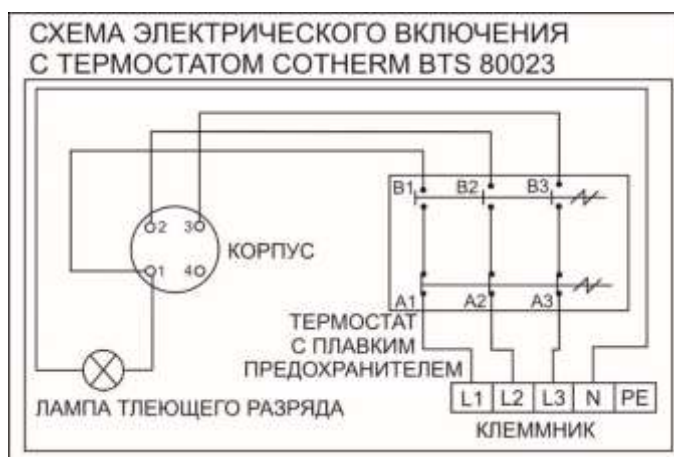 СХЕМА ЭЛЕКТРИЧЕСКОГО ВКЛЮЧЕНИЯ
С ТЕРМОСТАТОМ COTHERM BTS 80023
B1 B2 B3
2 3
КОРПУС
1 4
A1 A2 A3
ТЕРМОСТАТ
С ПЛАВКИМ
ПРЕДОХРАНИТЕЛЕМ
L1 L2 L3 N PE
ЛАМПА ТЛЕЮЩЕГО РАЗРЯДА
КЛЕММНИК